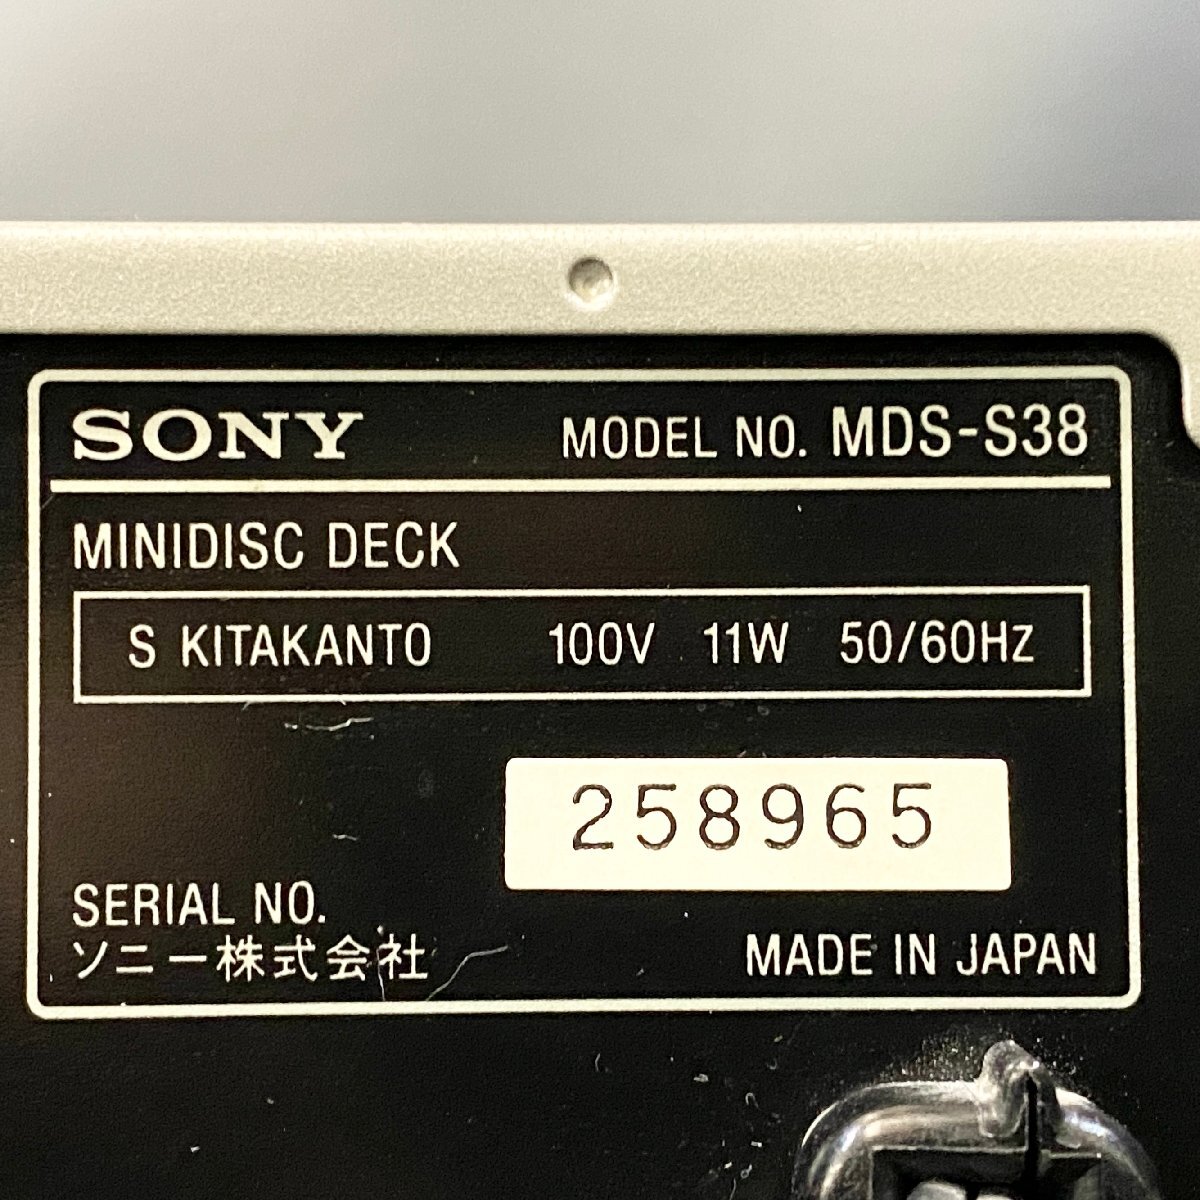 SONY MODEL NO. MDS-S38
MINIDISC DECK
S KITAKANTO 100V 11W 50/60Hz
258965
SERIAL NO.
ソニー株式会社 MADE IN JAPAN